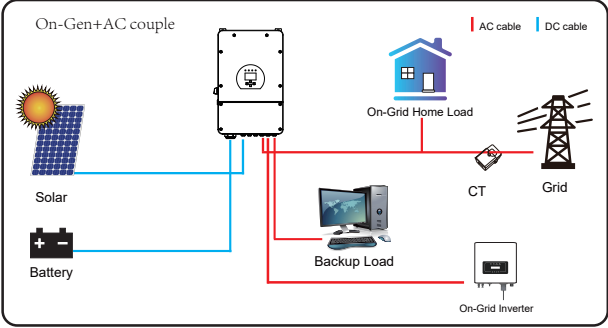 On-Gen+AC couple
AC cable
DC cable
On-Grid Home Load
Solar
CT
Grid
Battery
Backup Load
On-Grid Inverter